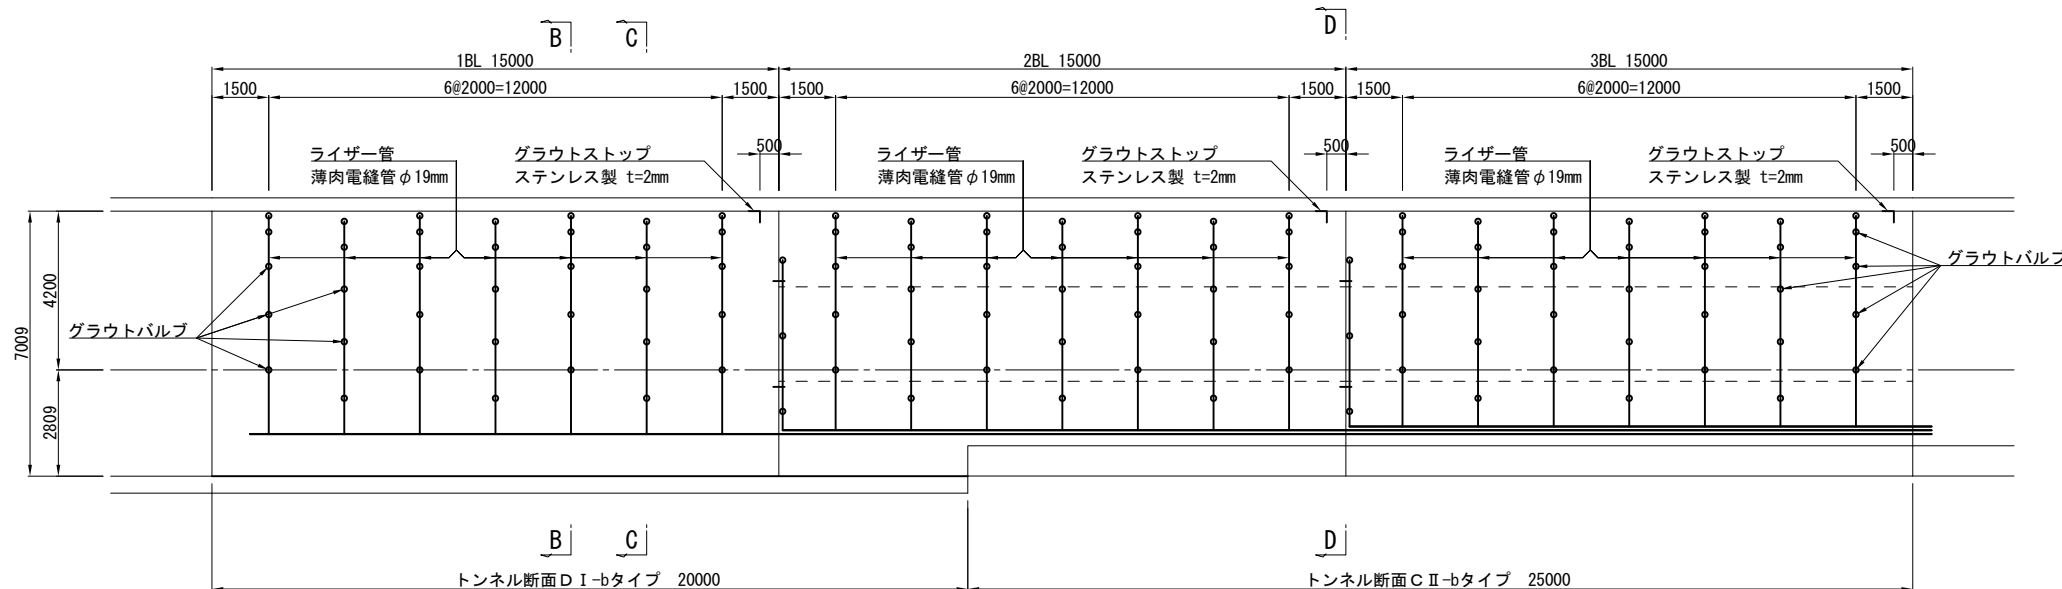 B
C
D
1BL 15000
2BL 15000
3BL 15000
1500
6@2000=12000
1500
1500
6@2000=12000
1500
1500
6@2000=12000
1500
500
500
500
ライザー管
薄肉電縫管φ19mm
グラウトストップ
ステンレス製 t=2mm
ライザー管
薄肉電縫管φ19mm
グラウトストップ
ステンレス製 t=2mm
ライザー管
薄肉電縫管φ19mm
グラウトストップ
ステンレス製 t=2mm
グラウトバルブ
グラウトバルブ
7009
4200
2809
B
C
D
トンネル断面DⅠ-bタイプ 20000
トンネル断面CⅡ-bタイプ 25000